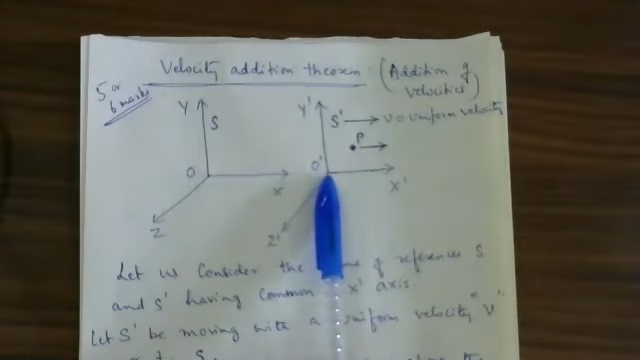 Velocity addition theorem: (Addition of
velocities)
5 or
6 marks
Y
S
O
X
Z
Y'
S' → v = uniform velocity
P
O'
X'
Z'
Let us Consider the of references S
and S' having Common X' axis.
Let S' be moving with a uniform velocity "v"